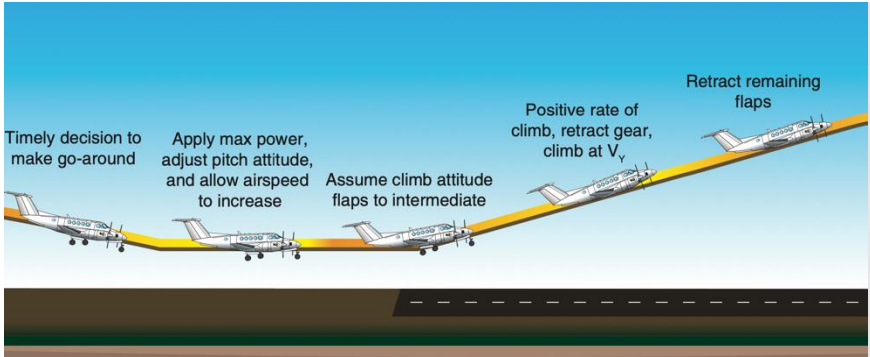 Timely decision to
make go-around
Apply max power,
adjust pitch attitude,
and allow airspeed
to increase
Assume climb attitude
flaps to intermediate
Positive rate of
climb, retract gear,
climb at VY
Retract remaining
flaps